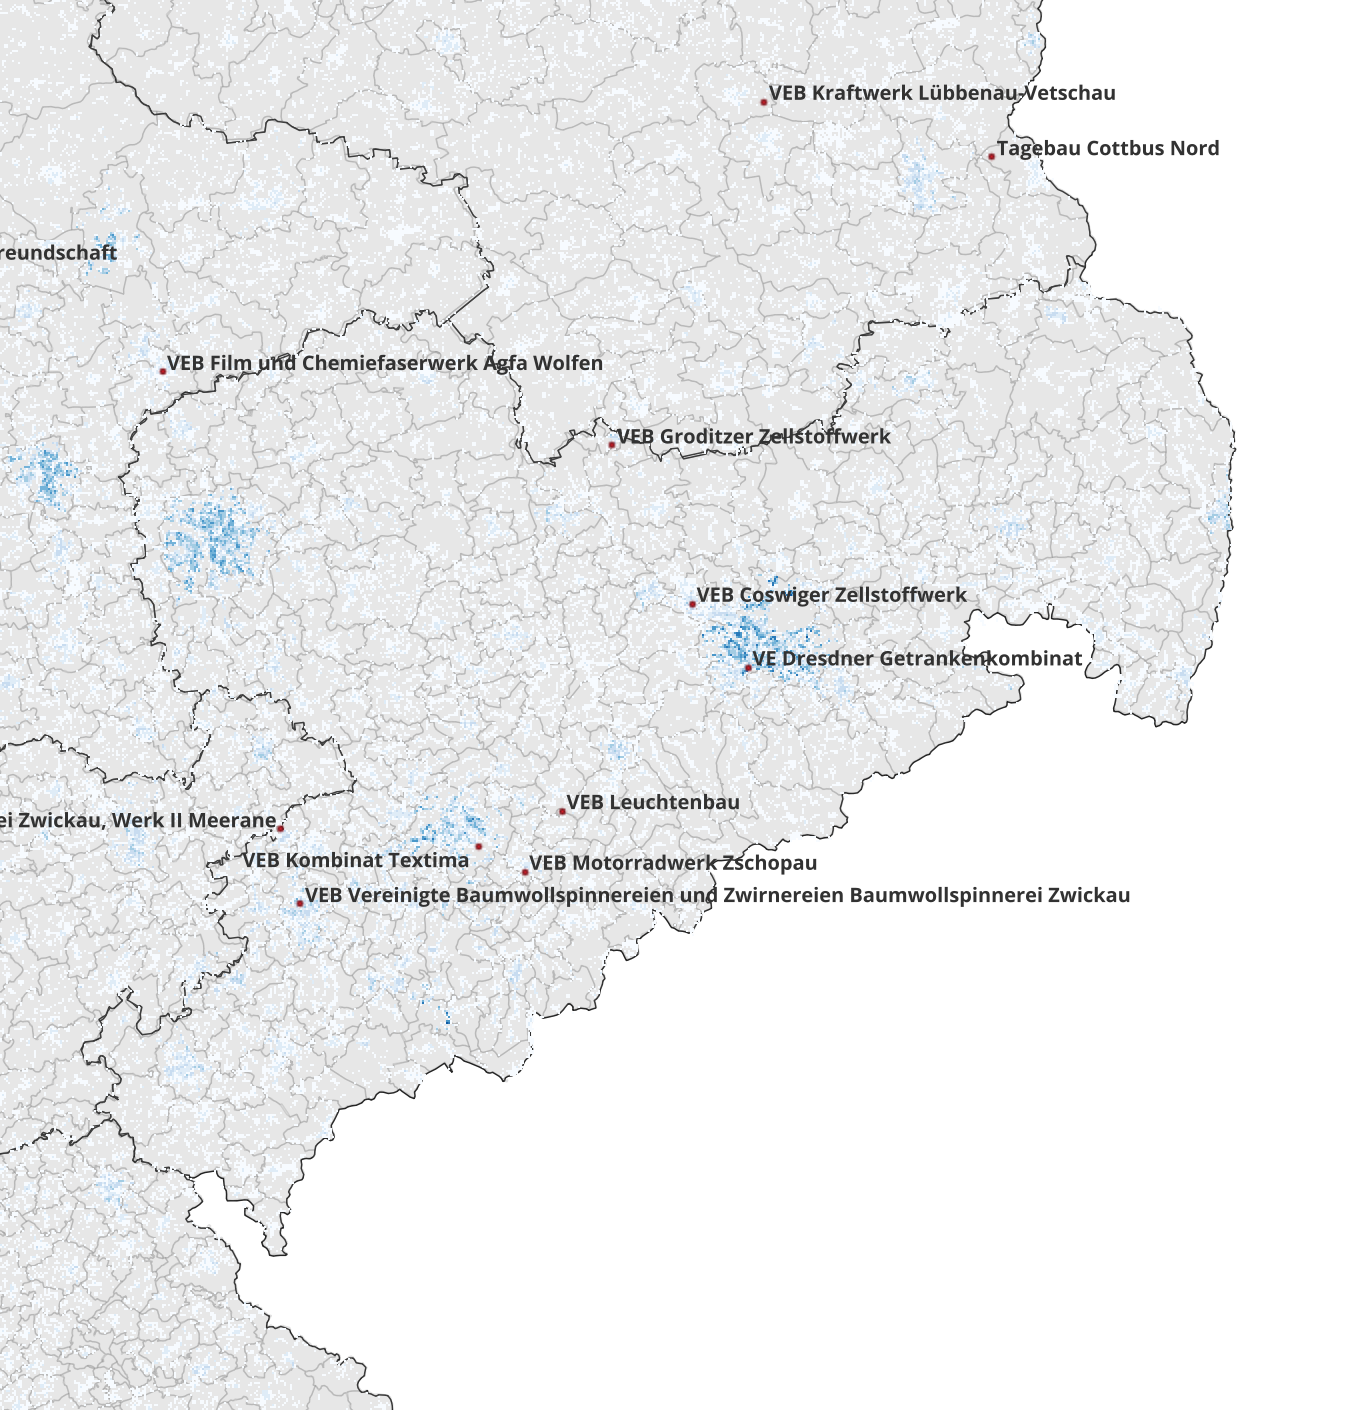 VEB Kraftwerk Lübbenau-Vetschau
Tagebau Cottbus Nord
reundschaft
VEB Film und Chemiefaserwerk Agfa Wolfen
VEB Groditzer Zellstoffwerk
VEB Coswiger Zellstoffwerk
VE Dresdner Getrankenkombinat
VEB Leuchtenbau
ei Zwickau, Werk II Meerane
VEB Kombinat Textima
VEB Motorradwerk Zschopau
VEB Vereinigte Baumwollspinnereien und Zwirnereien Baumwollspinnerei Zwickau